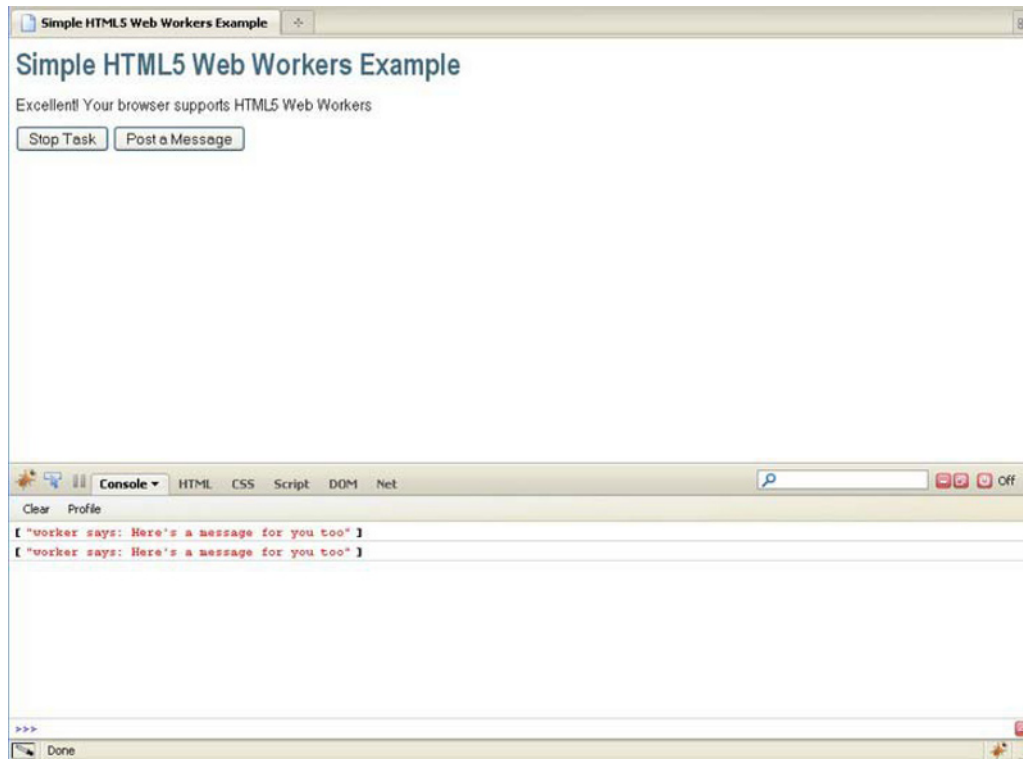 Simple HTML5 Web Workers Example
Simple HTML5 Web Workers Example
Excellent! Your browser supports HTML5 Web Workers
Stop Task Post a Message
Console HTML CSS Script DOM Net Off
Clear Profile
[ "worker says: Here's a message for you too" ]
[ "worker says: Here's a message for you too" ]
>>>
Done